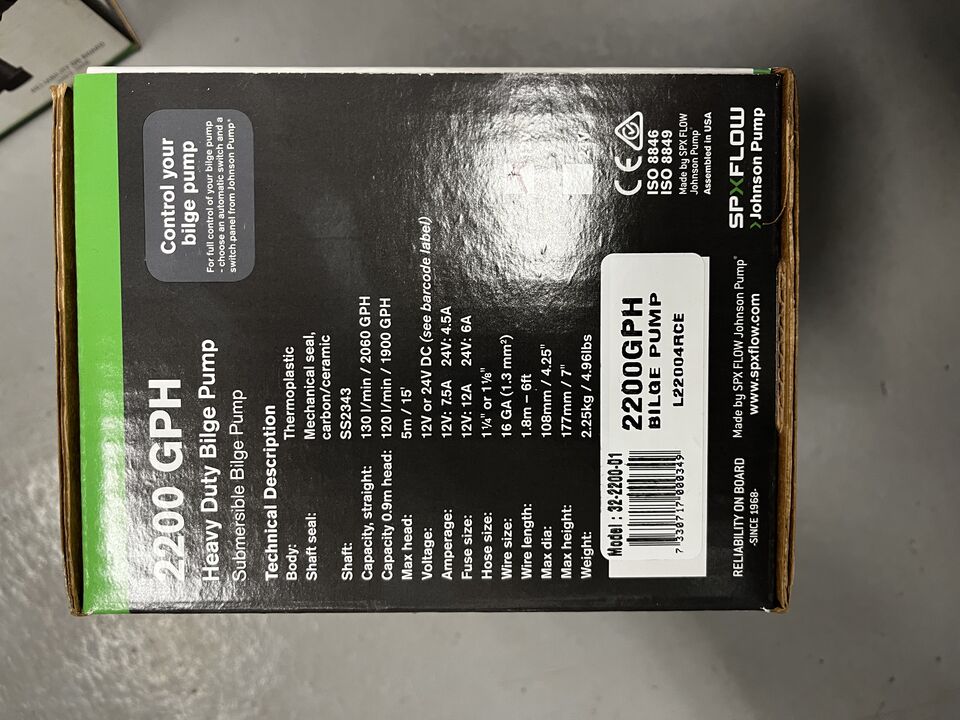 2200 GPH
Heavy Duty Bilge Pump
Submersible Bilge Pump
Control your
bilge pump
For full control of your bilge pump
- choose an automatic switch and a
switch panel from Johnson Pump®
Technical Description
Body: Thermoplastic
Shaft seal: Mechanical seal,
carbon/ceramic
Shaft: SS2343
Capacity, straight: 130 l/min / 2060 GPH
Capacity 0.9m head: 120 l/min / 1900 GPH
Max head: 5m / 15'
Voltage: 12V or 24V DC (see barcode label)
Amperage: 12V: 7.5A 24V: 4.5A
Fuse size: 12V: 12A 24V: 6A
Hose size: 1¼" or 1⅛"
Wire size: 16 GA (1.3 mm²)
Wire length: 1.8m – 6ft
Max dia: 108mm / 4.25"
Max height: 177mm / 7"
Weight: 2.25kg / 4.96lbs
CE
ISO 8846
ISO 8849
Made by SPX FLOW
Johnson Pump®
Assembled in USA
Model : 32-2200-01
7 330717 000349
2200GPH
BILGE PUMP
L22004RCE
RELIABILITY ON BOARD
-SINCE 1968-
Made by SPX FLOW Johnson Pump®
www.spxflow.com
SPXFLOW
Johnson Pump
RELIABILITY ON BOARD